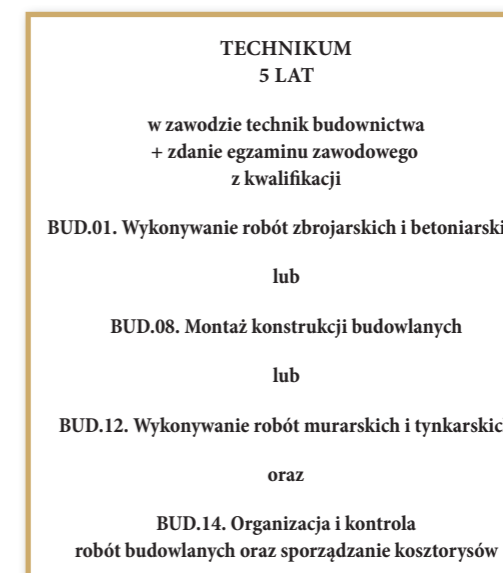 TECHNIKUM
5 LAT
w zawodzie technik budownictwa
+ zdanie egzaminu zawodowego
z kwalifikacji
BUD.01. Wykonywanie robót zbrojarskich i betoniarski
lub
BUD.08. Montaż konstrukcji budowlanych
lub
BUD.12. Wykonywanie robót murarskich i tynkarskic
oraz
BUD.14. Organizacja i kontrola
robót budowlanych oraz sporządzanie kosztorysów